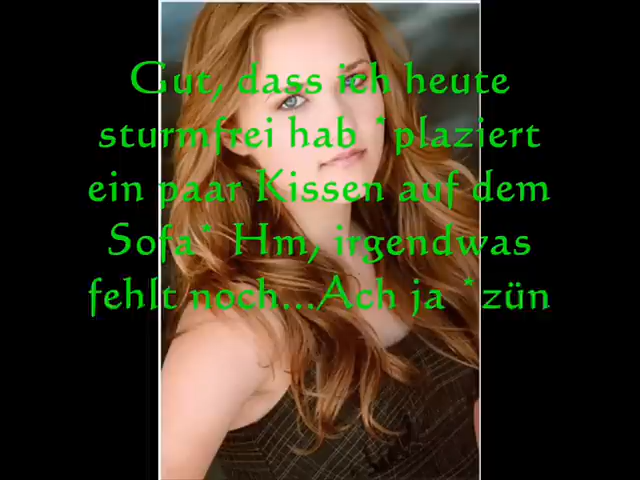 Gut, dass ich heute
sturmfrei hab *plaziert
ein paar Kissen auf dem
Sofa* Hm, irgendwas
fehlt noch...Ach ja *zün